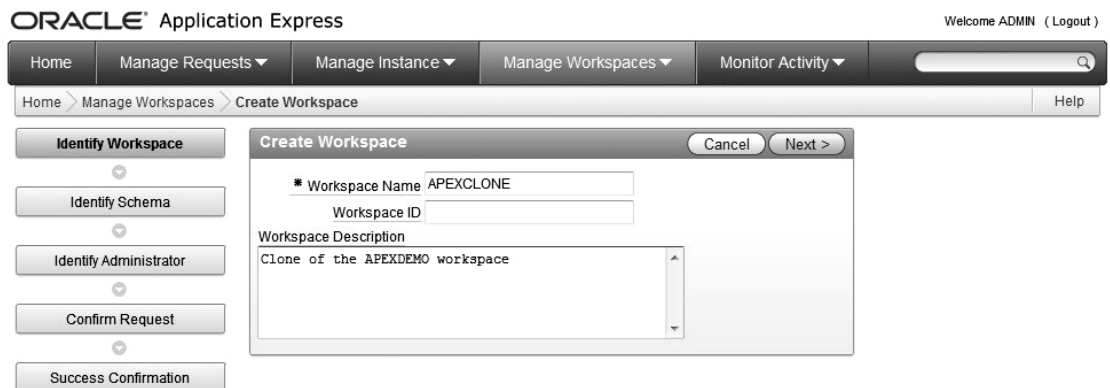 ORACLE Application Express
Welcome ADMIN ( Logout )
Home Manage Requests Manage Instance Manage Workspaces Monitor Activity
Home Manage Workspaces Create Workspace Help
Identify Workspace
Identify Schema
Identify Administrator
Confirm Request
Success Confirmation
Create Workspace Cancel Next >
* Workspace Name APEXCLONE
Workspace ID
Workspace Description
Clone of the APEXDEMO workspace